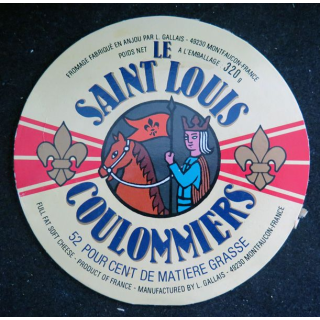 FROMAGE FABRIQUÉ EN ANJOU PAR L. GALLAIS - 49230 MONTFAUCON-FRANCE
POIDS NET A L'EMBALLAGE 320g
LE
SAINT LOUIS
COULOMMIERS
52 POUR CENT DE MATIERE GRASSE
FULL FAT SOFT CHEESE - PRODUCT OF FRANCE - MANUFACTURED BY L. GALLAIS - 49230 MONTFAUCON-FRANCE